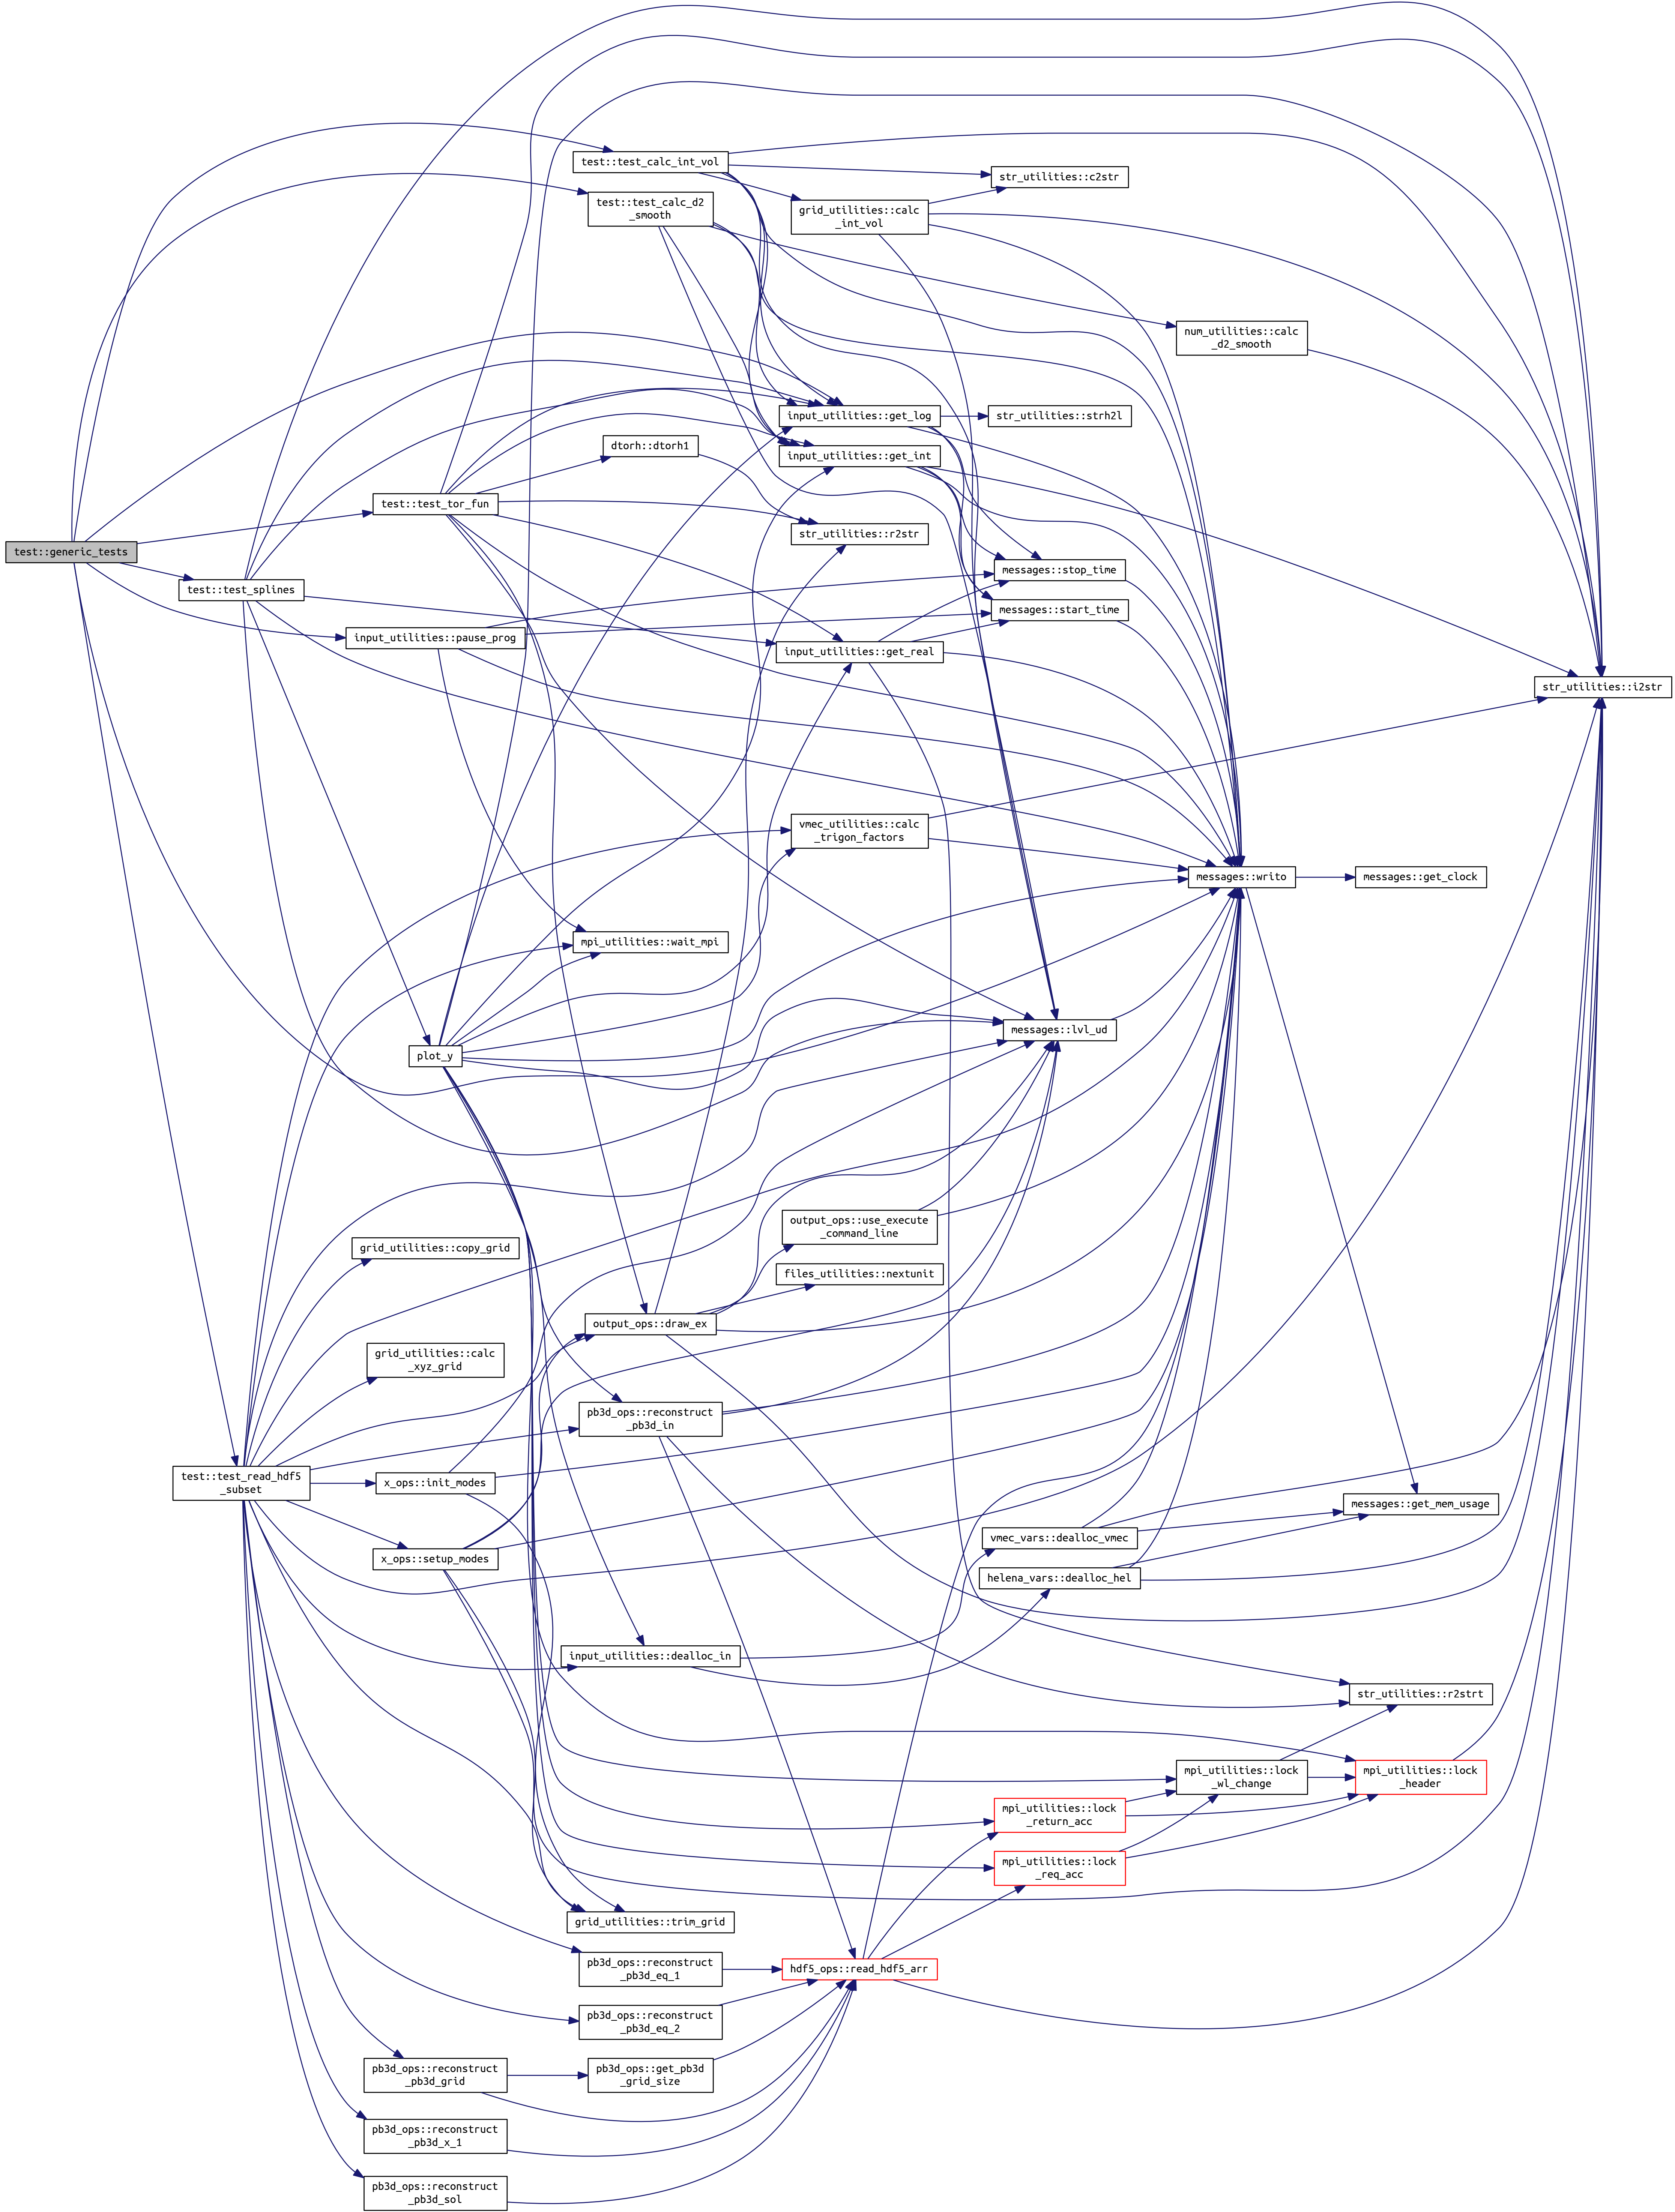 test::test_calc_int_vol
str_utilities::c2str
test::test_calc_d2
_smooth
grid_utilities::calc
_int_vol
num_utilities::calc
_d2_smooth
input_utilities::get_log
str_utilities::strh2l
dtorh::dtorh1
input_utilities::get_int
test::test_tor_fun
str_utilities::r2str
test::generic_tests
messages::stop_time
test::test_splines
messages::start_time
input_utilities::pause_prog
input_utilities::get_real
str_utilities::i2str
vmec_utilities::calc
_trigon_factors
messages::writo
messages::get_clock
mpi_utilities::wait_mpi
messages::lvl_ud
plot_y
output_ops::use_execute
_command_line
grid_utilities::copy_grid
files_utilities::nextunit
output_ops::draw_ex
grid_utilities::calc
_xyz_grid
pb3d_ops::reconstruct
_pb3d_in
test::test_read_hdf5
_subset
x_ops::init_modes
messages::get_mem_usage
vmec_vars::dealloc_vmec
x_ops::setup_modes
helena_vars::dealloc_hel
input_utilities::dealloc_in
str_utilities::r2strt
mpi_utilities::lock
_wl_change
mpi_utilities::lock
_header
mpi_utilities::lock
_return_acc
mpi_utilities::lock
_req_acc
grid_utilities::trim_grid
pb3d_ops::reconstruct
_pb3d_eq_1
hdf5_ops::read_hdf5_arr
pb3d_ops::reconstruct
_pb3d_eq_2
pb3d_ops::reconstruct
_pb3d_grid
pb3d_ops::get_pb3d
_grid_size
pb3d_ops::reconstruct
_pb3d_x_1
pb3d_ops::reconstruct
_pb3d_sol